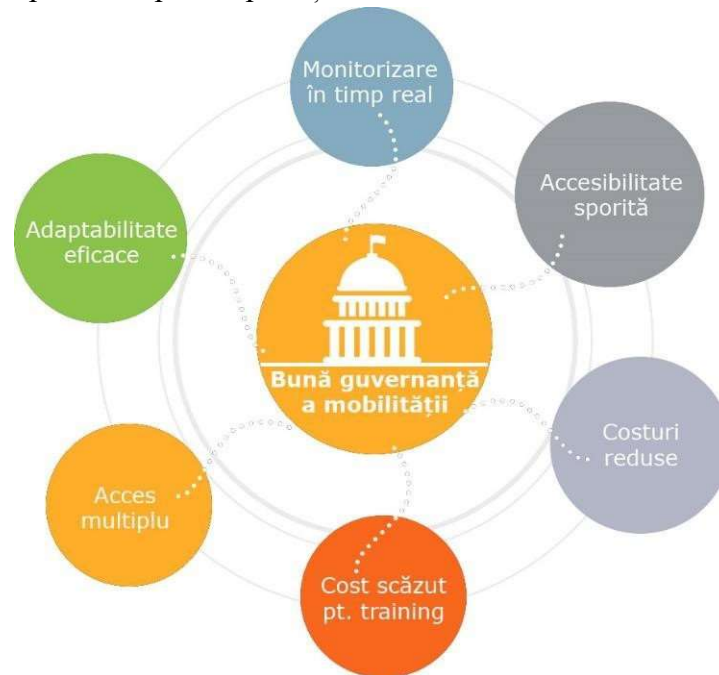 Monitorizare
în timp real
Accesibilitate
sporită
Adaptabilitate
eficace
Bună guvernanță
a mobilității
Costuri
reduse
Acces
multiplu
Cost scăzut
pt. training